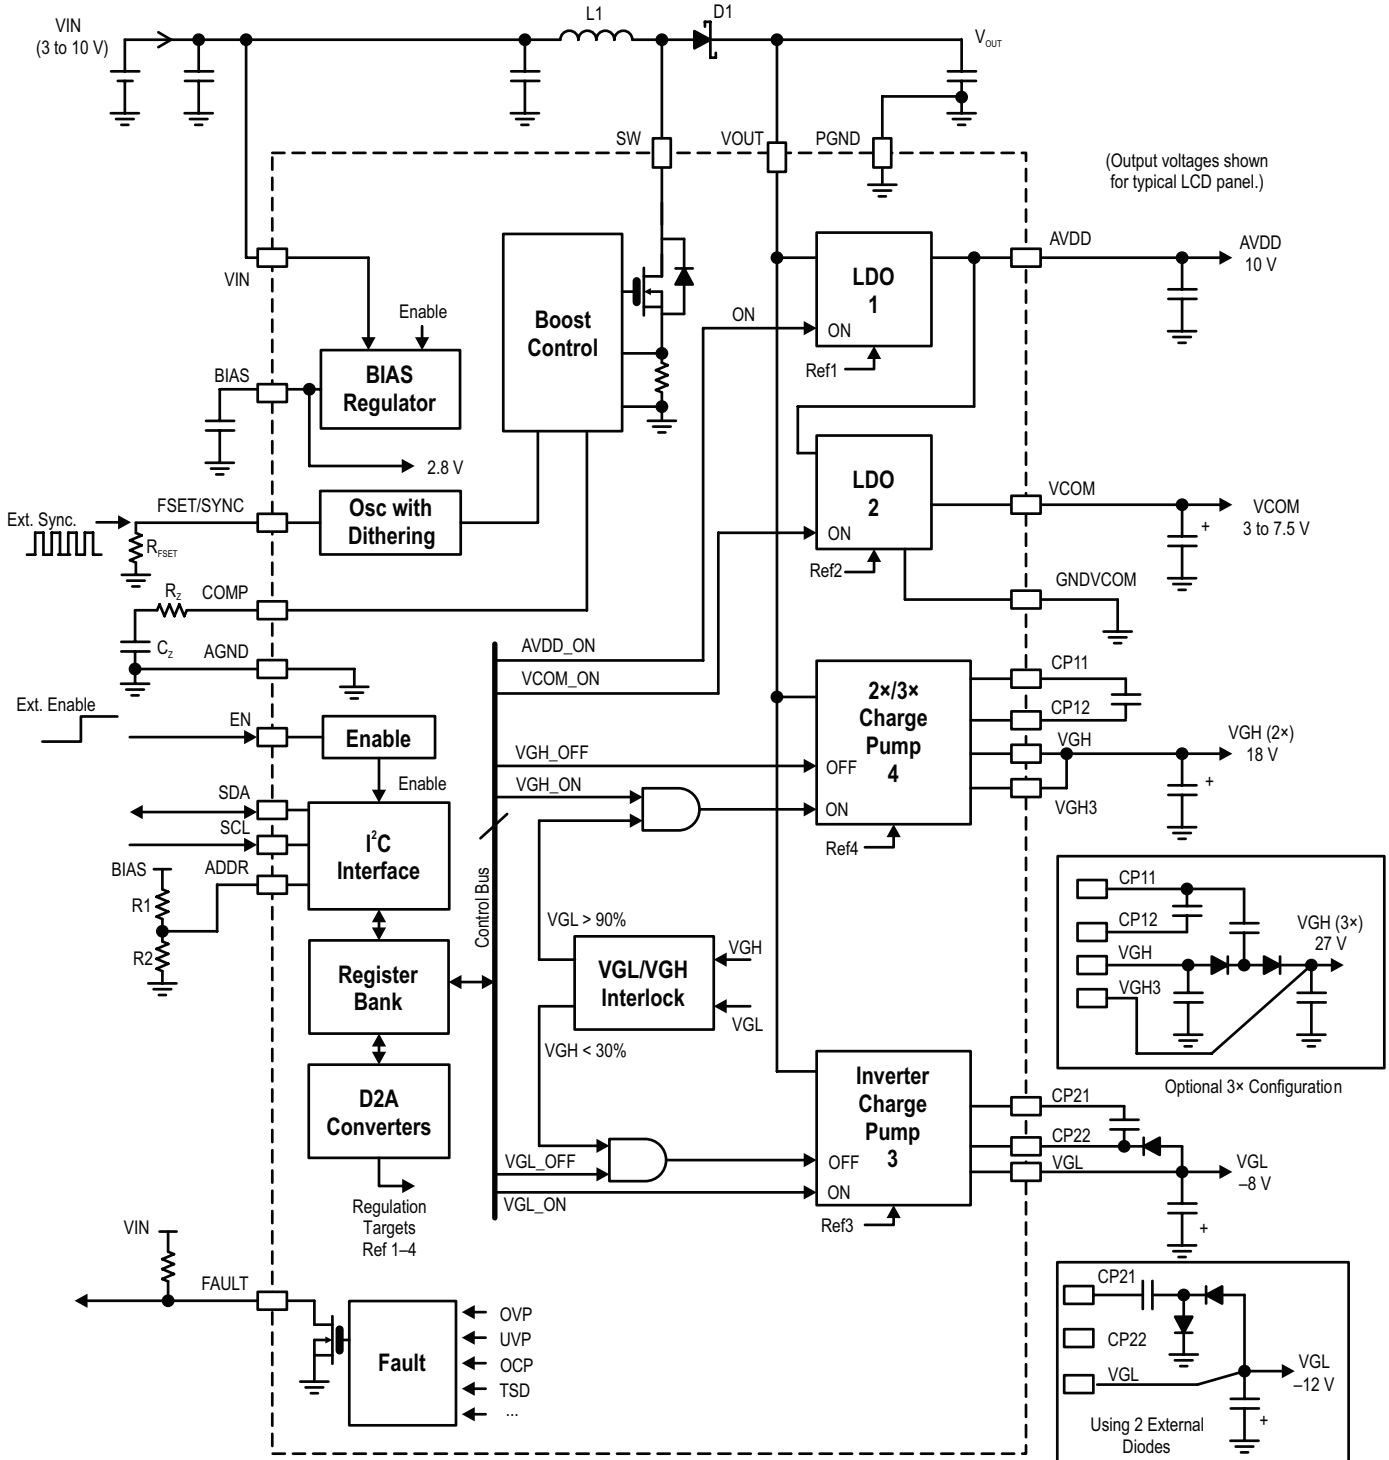 VIN
(3 to 10 V)
L1
D1
VOUT
SW
VOUT
PGND
(Output voltages shown
for typical LCD panel.)
VIN
Enable
BIAS
Regulator
BIAS
2.8 V
Boost
Control
ON
LDO
1
ON
Ref1
AVDD
AVDD
10 V
LDO
2
ON
Ref2
VCOM
VCOM
3 to 7.5 V
+
GNDVCOM
Ext. Sync.
FSET/SYNC
RFSET
Osc with
Dithering
RZ
COMP
CZ
AGND
Ext. Enable
EN
Enable
Enable
SDA
SCL
ADDR
BIAS
R1
R2
I²C
Interface
Register
Bank
D2A
Converters
Regulation
Targets
Ref 1–4
Control Bus
AVDD_ON
VCOM_ON
VGH_OFF
VGH_ON
2×/3×
Charge
Pump
4
OFF
ON
Ref4
CP11
CP12
VGH
VGH3
VGH (2×)
18 V
+
VGL > 90%
VGL/VGH
Interlock
VGH
VGL
VGH < 30%
VGL_OFF
VGL_ON
CP11
CP12
VGH
VGH3
VGH (3×)
27 V
Optional 3× Configuration
Inverter
Charge
Pump
3
OFF
ON
Ref3
CP21
CP22
VGL
VGL
–8 V
+
VIN
FAULT
Fault
OVP
UVP
OCP
TSD
...
CP21
CP22
VGL
VGL
–12 V
+
Using 2 External
Diodes